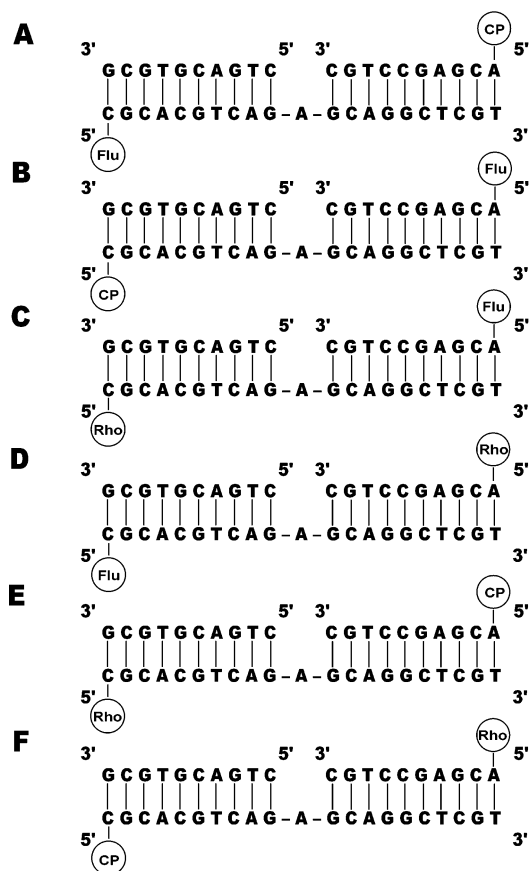 A
CP
3' 5' 3' 5'
GCGTGCAGTC CGTCCGAGCA
CGCACGTCAG–A–GCAGGCTCGT
5' 3'
Flu
B
Flu
3' 5' 3' 5'
GCGTGCAGTC CGTCCGAGCA
CGCACGTCAG–A–GCAGGCTCGT
5' 3'
CP
C
Flu
3' 5' 3' 5'
GCGTGCAGTC CGTCCGAGCA
CGCACGTCAG–A–GCAGGCTCGT
5' 3'
Rho
D
Rho
3' 5' 3' 5'
GCGTGCAGTC CGTCCGAGCA
CGCACGTCAG–A–GCAGGCTCGT
5' 3'
Flu
E
CP
3' 5' 3' 5'
GCGTGCAGTC CGTCCGAGCA
CGCACGTCAG–A–GCAGGCTCGT
5' 3'
Rho
F
Rho
3' 5' 3' 5'
GCGTGCAGTC CGTCCGAGCA
CGCACGTCAG–A–GCAGGCTCGT
5' 3'
CP